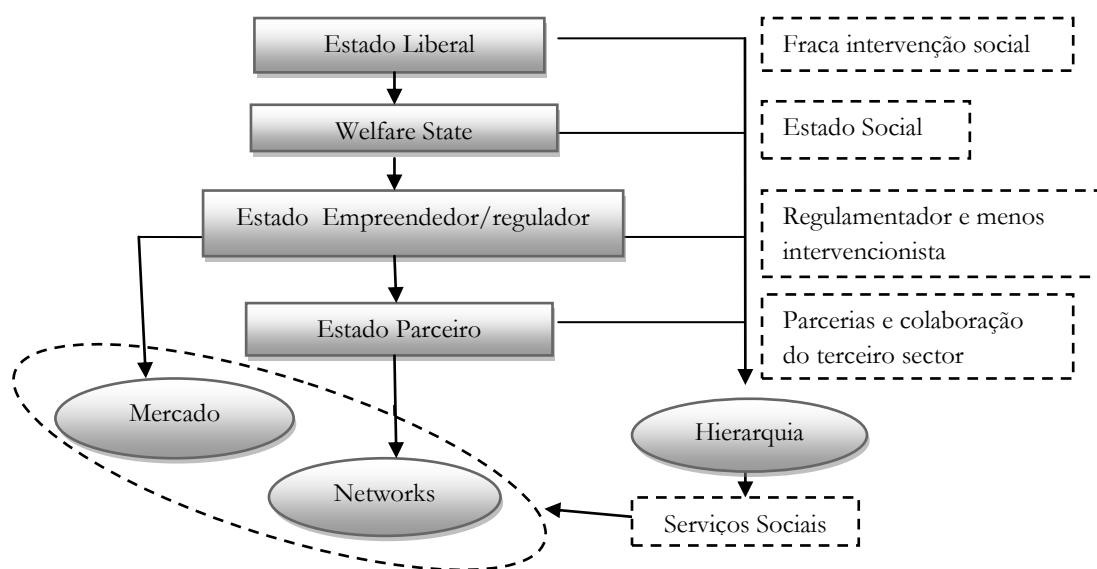 Estado Liberal
Fraca intervenção social
Welfare State
Estado Social
Estado Empreendedor/regulador
Regulamentador e menos
intervencionista
Estado Parceiro
Parcerias e colaboração
do terceiro sector
Mercado
Hierarquia
Networks
Serviços Sociais